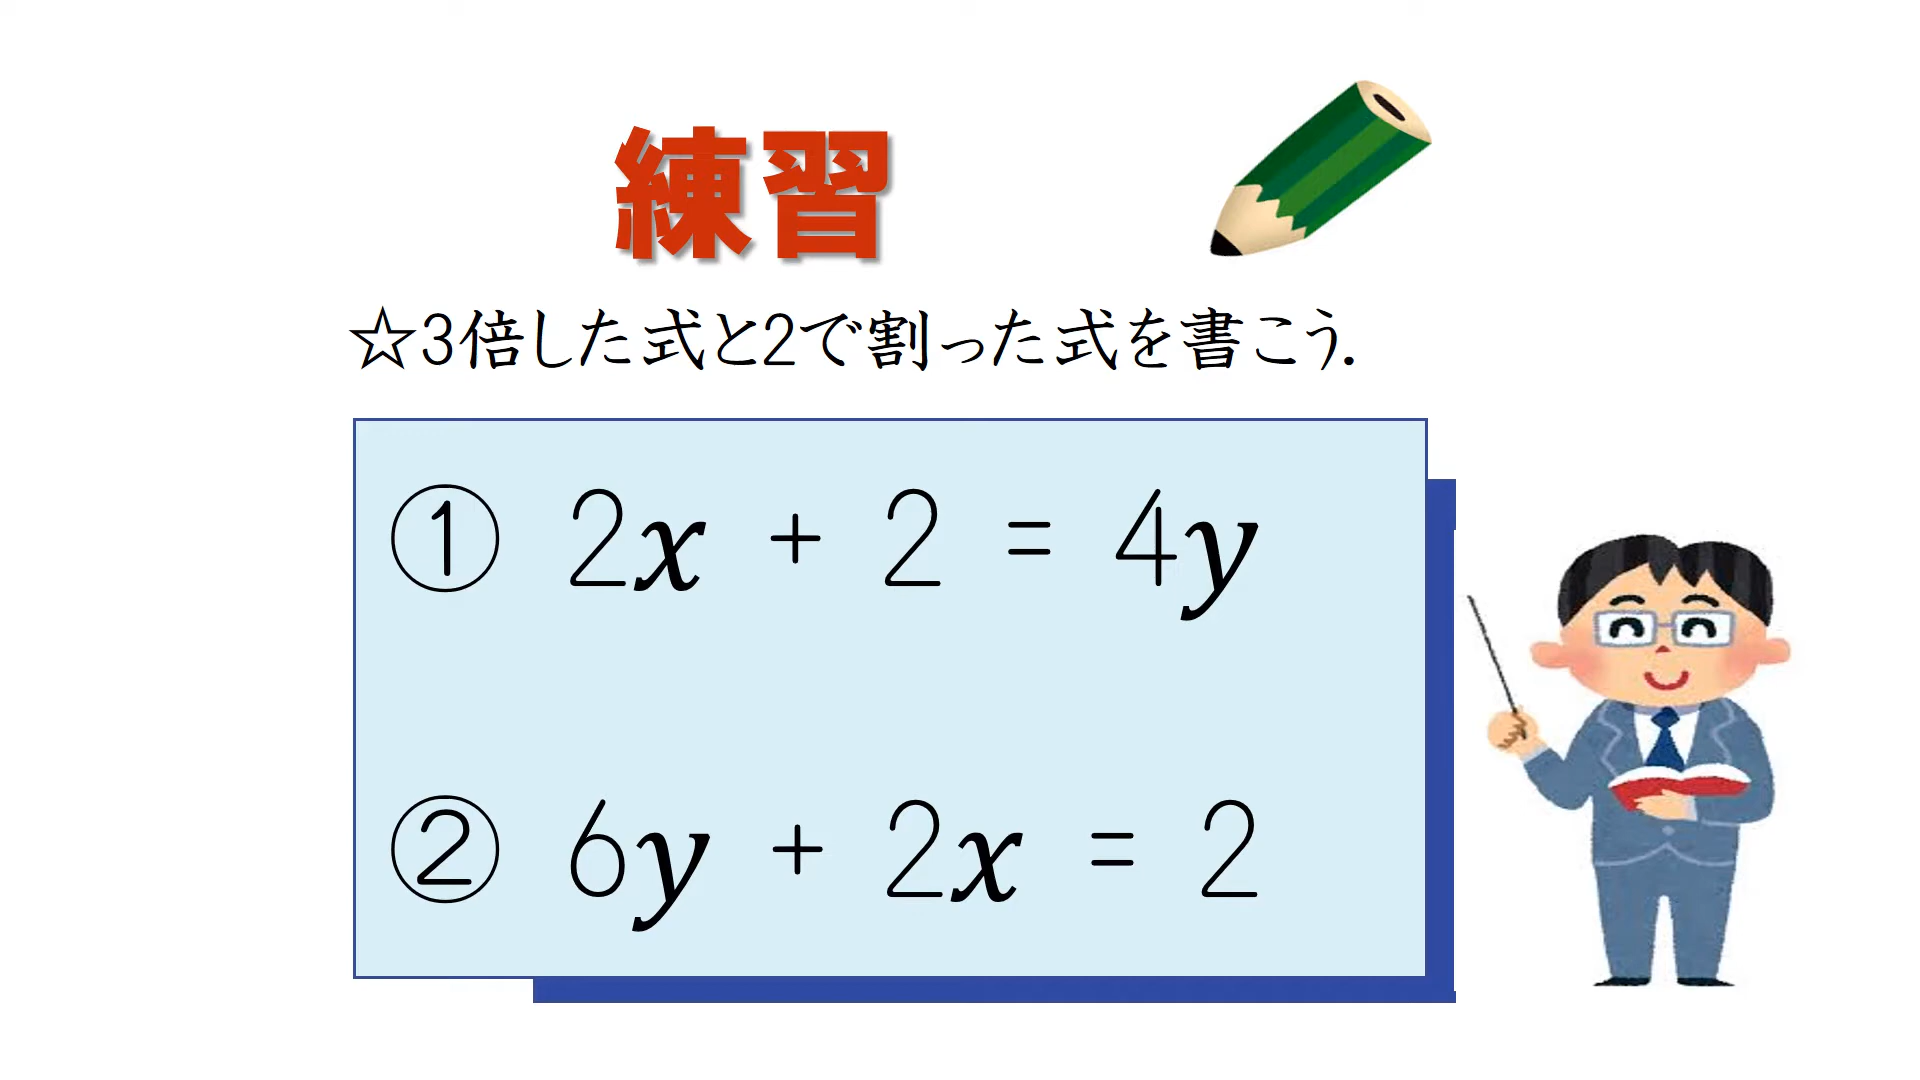 練習
☆3倍した式と2で割った式を書こう.
① 2x + 2 = 4y
② 6y + 2x = 2